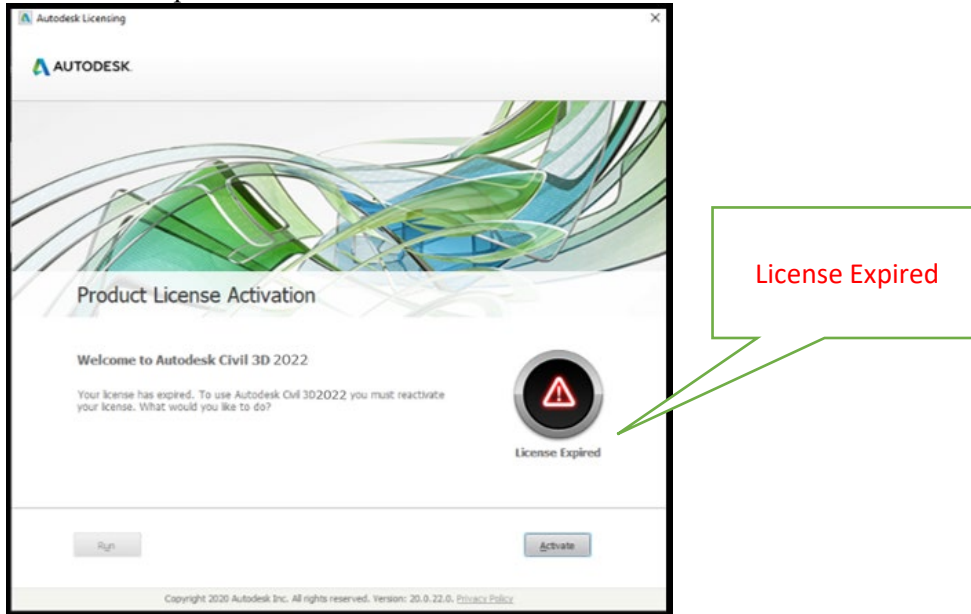 Autodesk Licensing
AUTODESK.
Product License Activation
Welcome to Autodesk Civil 3D 2022
Your license has expired. To use Autodesk Civil 3D2022 you must reactivate
your license. What would you like to do?
License Expired
License Expired
Run
Activate
Copyright 2020 Autodesk Inc. All rights reserved. Version: 20.0.22.0. Privacy Policy